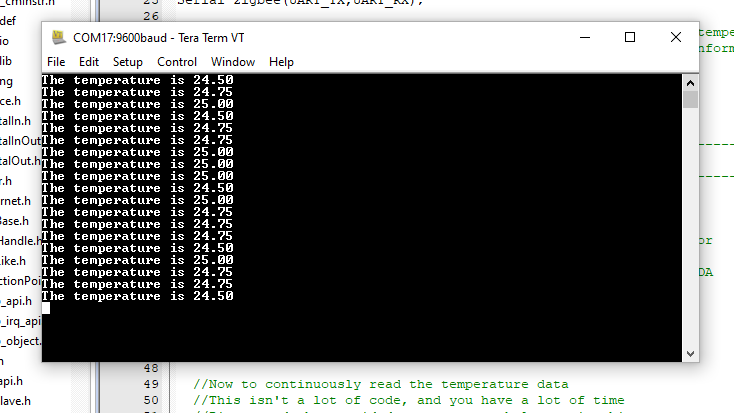 _cminstr.h
25 Serial zigbee(UART_TX,UART_RX);
def
26
COM17:9600baud - Tera Term VT
io
lib
File Edit Setup Control Window Help
ng
The temperature is 24.50
The temperature is 24.75
ce.h
The temperature is 25.00
The temperature is 24.50
talIn.h
The temperature is 24.75
talInOut
The temperature is 24.75
The temperature is 25.00
talOut.h
The temperature is 25.00
r.h
The temperature is 25.00
The temperature is 24.50
rnet.h
The temperature is 25.00
The temperature is 24.75
Base.h
The temperature is 24.75
Handle.h
The temperature is 24.75
The temperature is 24.50
ike.h
The temperature is 25.00
or
The temperature is 24.75
ctionPoi
The temperature is 24.75
DA
The temperature is 24.50
_api.h
_irq_api
_object.
h
48
api.h
49 //Now to continuously read the temperature data
lave.h
50 //This isn't a lot of code, and you have a lot of time